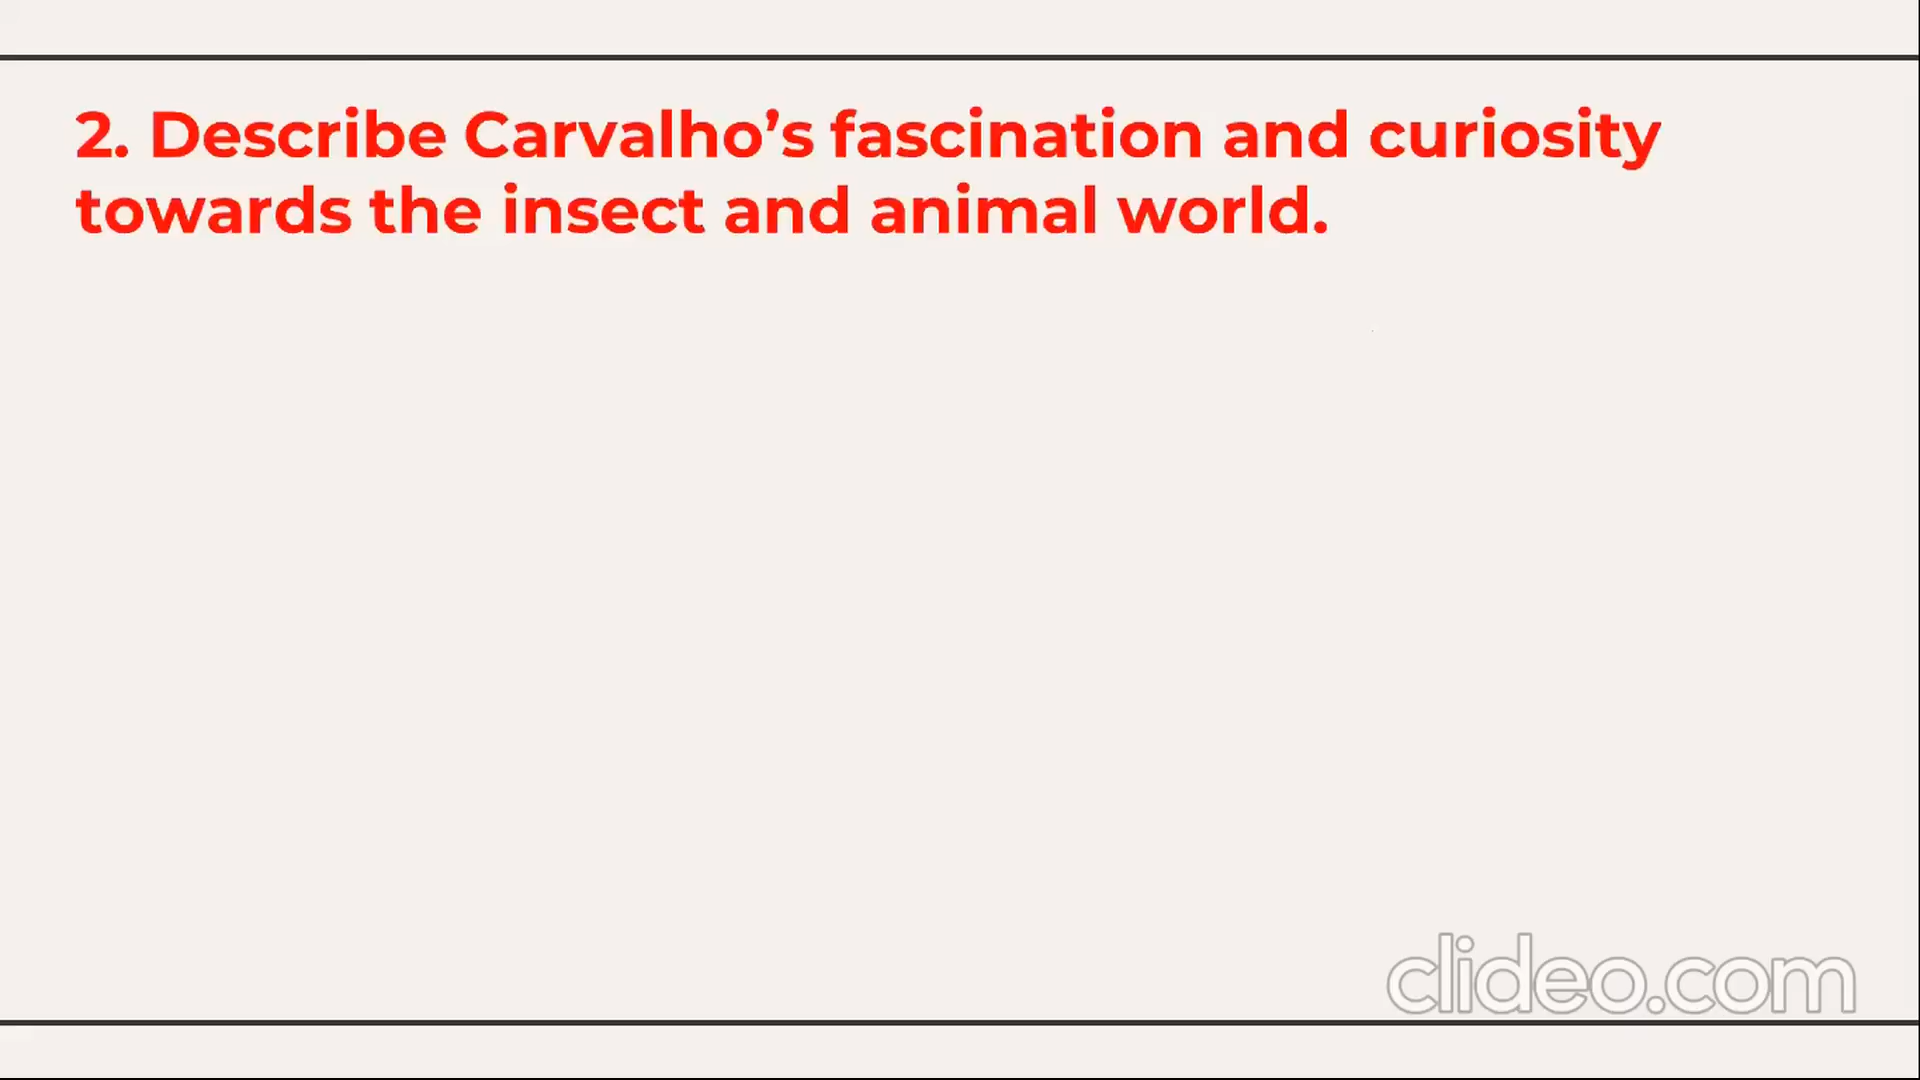 2. Describe Carvalho’s fascination and curiosity
towards the insect and animal world.
clideo.com